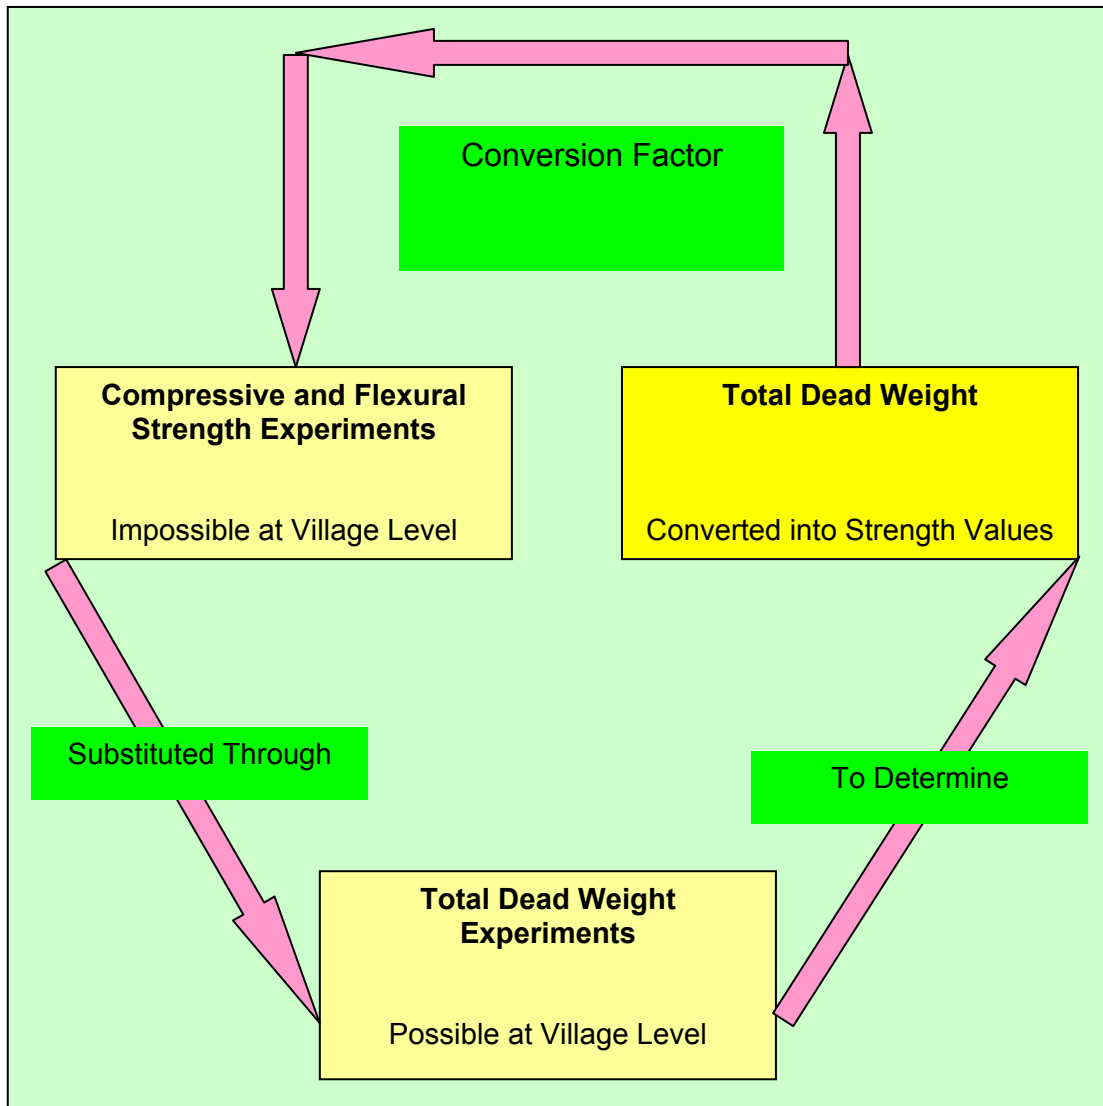 Conversion Factor
Compressive and Flexural
Strength Experiments
Impossible at Village Level
Total Dead Weight
Converted into Strength Values
Substituted Through
To Determine
Total Dead Weight
Experiments
Possible at Village Level